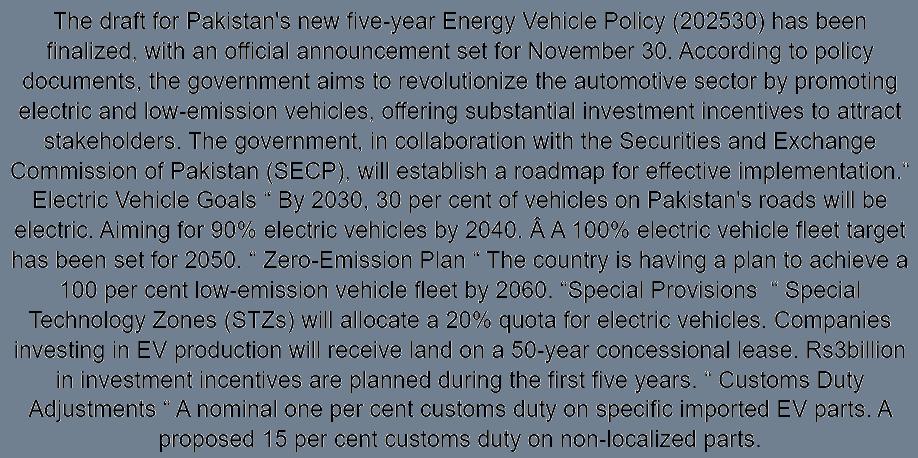 The draft for Pakistan's new five-year Energy Vehicle Policy (202530) has been
finalized, with an official announcement set for November 30. According to policy
documents, the government aims to revolutionize the automotive sector by promoting
electric and low-emission vehicles, offering substantial investment incentives to attract
stakeholders. The government, in collaboration with the Securities and Exchange
Commission of Pakistan (SECP), will establish a roadmap for effective implementation.“
Electric Vehicle Goals “ By 2030, 30 per cent of vehicles on Pakistan's roads will be
electric. Aiming for 90% electric vehicles by 2040. Â A 100% electric vehicle fleet target
has been set for 2050. “ Zero-Emission Plan “ The country is having a plan to achieve a
100 per cent low-emission vehicle fleet by 2060. “Special Provisions “ Special
Technology Zones (STZs) will allocate a 20% quota for electric vehicles. Companies
investing in EV production will receive land on a 50-year concessional lease. Rs3billion
in investment incentives are planned during the first five years. “ Customs Duty
Adjustments “ A nominal one per cent customs duty on specific imported EV parts. A
proposed 15 per cent customs duty on non-localized parts.